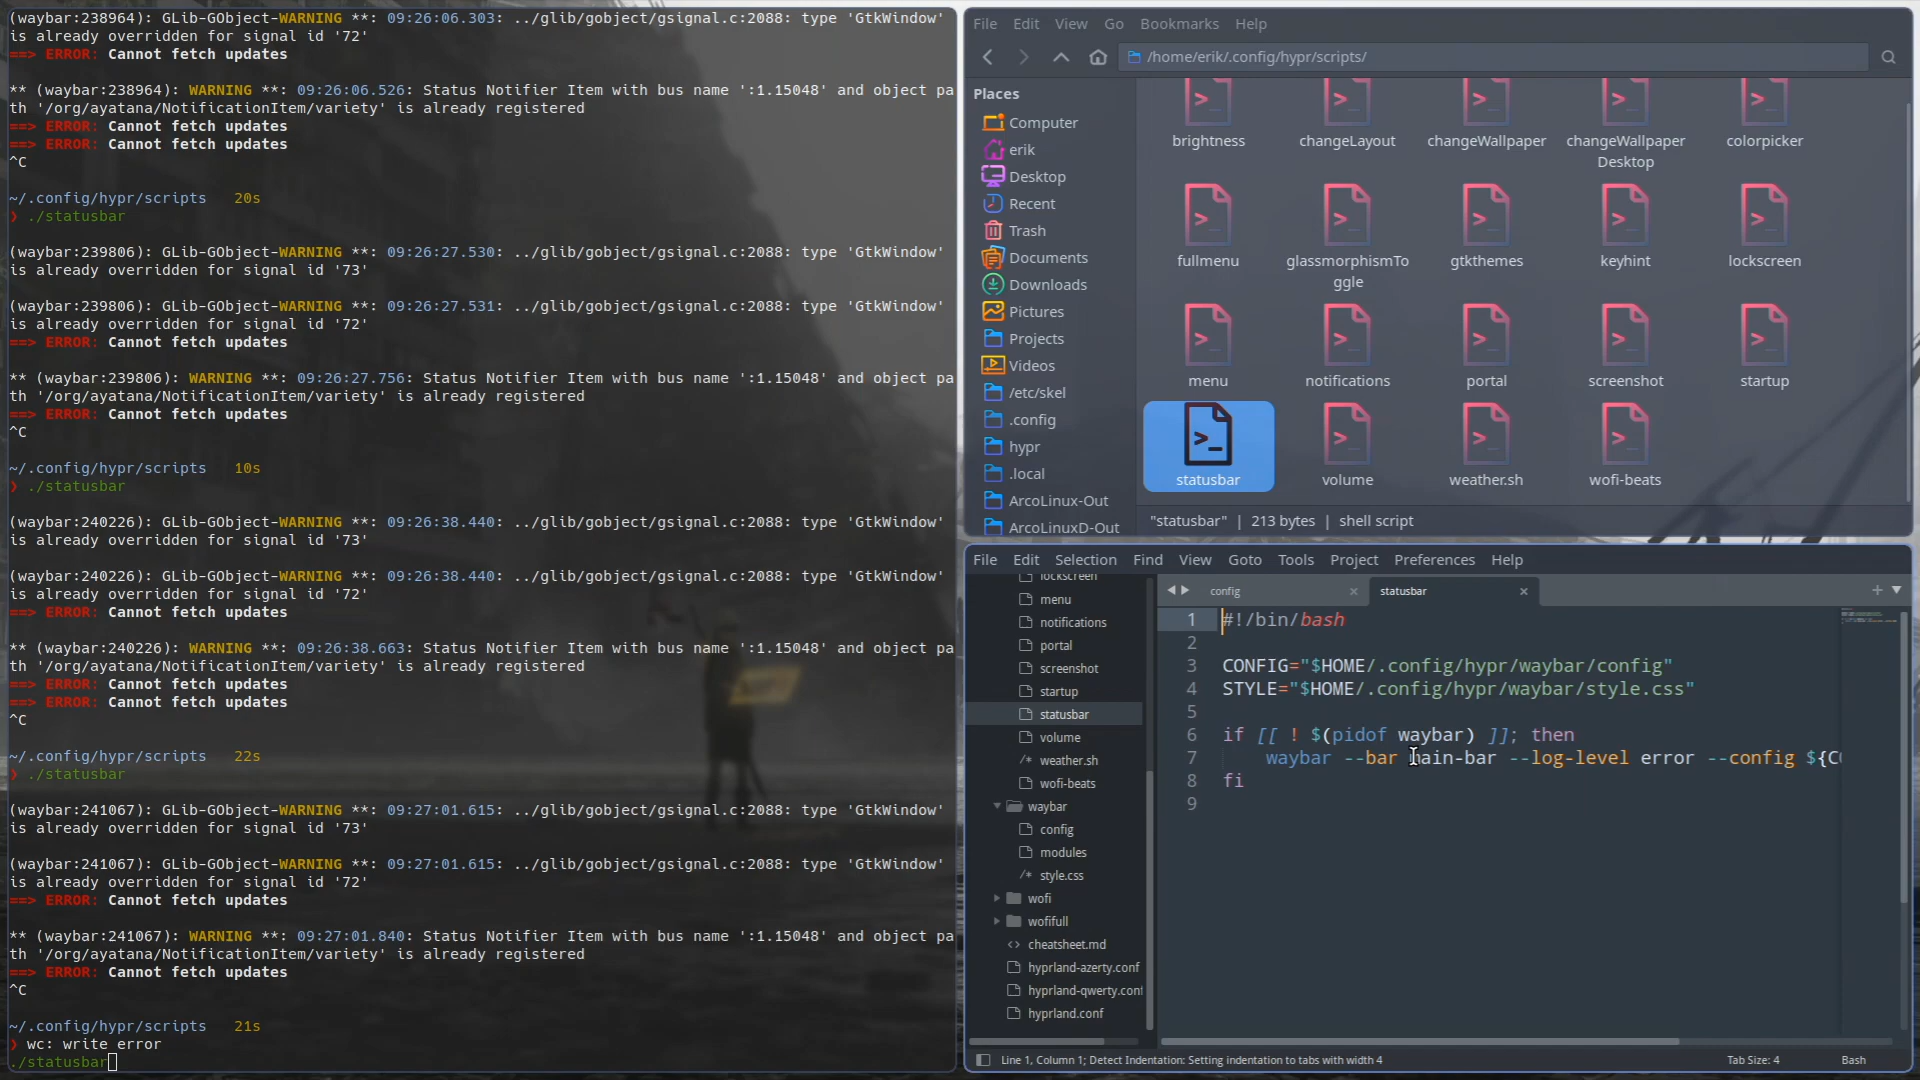 (waybar:238964): GLib-GObject-WARNING **: 09:26:06.303: ../glib/gobject/gsignal.c:2088: type 'GtkWindow'
is already overridden for signal id '72'
==> ERROR: Cannot fetch updates
** (waybar:238964): WARNING **: 09:26:06.526: Status Notifier Item with bus name ':1.15048' and object pa
th '/org/ayatana/NotificationItem/variety' is already registered
==> ERROR: Cannot fetch updates
==> ERROR: Cannot fetch updates
^C
~/.config/hypr/scripts 20s
❯ ./statusbar
(waybar:239806): GLib-GObject-WARNING **: 09:26:27.530: ../glib/gobject/gsignal.c:2088: type 'GtkWindow'
is already overridden for signal id '73'
(waybar:239806): GLib-GObject-WARNING **: 09:26:27.531: ../glib/gobject/gsignal.c:2088: type 'GtkWindow'
is already overridden for signal id '72'
==> ERROR: Cannot fetch updates
** (waybar:239806): WARNING **: 09:26:27.756: Status Notifier Item with bus name ':1.15048' and object pa
th '/org/ayatana/NotificationItem/variety' is already registered
==> ERROR: Cannot fetch updates
^C
~/.config/hypr/scripts 10s
❯ ./statusbar
(waybar:240226): GLib-GObject-WARNING **: 09:26:38.440: ../glib/gobject/gsignal.c:2088: type 'GtkWindow'
is already overridden for signal id '73'
(waybar:240226): GLib-GObject-WARNING **: 09:26:38.440: ../glib/gobject/gsignal.c:2088: type 'GtkWindow'
is already overridden for signal id '72'
==> ERROR: Cannot fetch updates
** (waybar:240226): WARNING **: 09:26:38.663: Status Notifier Item with bus name ':1.15048' and object pa
th '/org/ayatana/NotificationItem/variety' is already registered
==> ERROR: Cannot fetch updates
==> ERROR: Cannot fetch updates
^C
~/.config/hypr/scripts 22s
❯ ./statusbar
(waybar:241067): GLib-GObject-WARNING **: 09:27:01.615: ../glib/gobject/gsignal.c:2088: type 'GtkWindow'
is already overridden for signal id '73'
(waybar:241067): GLib-GObject-WARNING **: 09:27:01.615: ../glib/gobject/gsignal.c:2088: type 'GtkWindow'
is already overridden for signal id '72'
==> ERROR: Cannot fetch updates
** (waybar:241067): WARNING **: 09:27:01.840: Status Notifier Item with bus name ':1.15048' and object pa
th '/org/ayatana/NotificationItem/variety' is already registered
==> ERROR: Cannot fetch updates
^C
~/.config/hypr/scripts 21s
❯ wc: write error
./statusbar
File Edit View Go Bookmarks Help
/home/erik/.config/hypr/scripts/
Places
Computer
erik
Desktop
Recent
Trash
Documents
Downloads
Pictures
Projects
Videos
/etc/skel
.config
hypr
.local
ArcoLinux-Out
ArcoLinuxD-Out
brightness changeLayout changeWallpaper changeWallpaper colorpicker
Desktop
fullmenu glassmorphismTo gtkthemes keyhint lockscreen
ggle
menu notifications portal screenshot startup
statusbar volume weather.sh wofi-beats
"statusbar" | 213 bytes | shell script
File Edit Selection Find View Goto Tools Project Preferences Help
lockscreen
menu
notifications
portal
screenshot
startup
statusbar
volume
/* weather.sh
wofi-beats
waybar
config
modules
/* style.css
wofi
wofifull
<> cheatsheet.md
hyprland-azerty.conf
hyprland-qwerty.conf
hyprland.conf
config × statusbar × +
1 #!/bin/bash
2
3 CONFIG="$HOME/.config/hypr/waybar/config"
4 STYLE="$HOME/.config/hypr/waybar/style.css"
5
6 if [[ ! $(pidof waybar) ]]; then
7 waybar --bar main-bar --log-level error --config ${C
8 fi
9
Line 1, Column 1; Detect Indentation: Setting indentation to tabs with width 4 Tab Size: 4 Bash